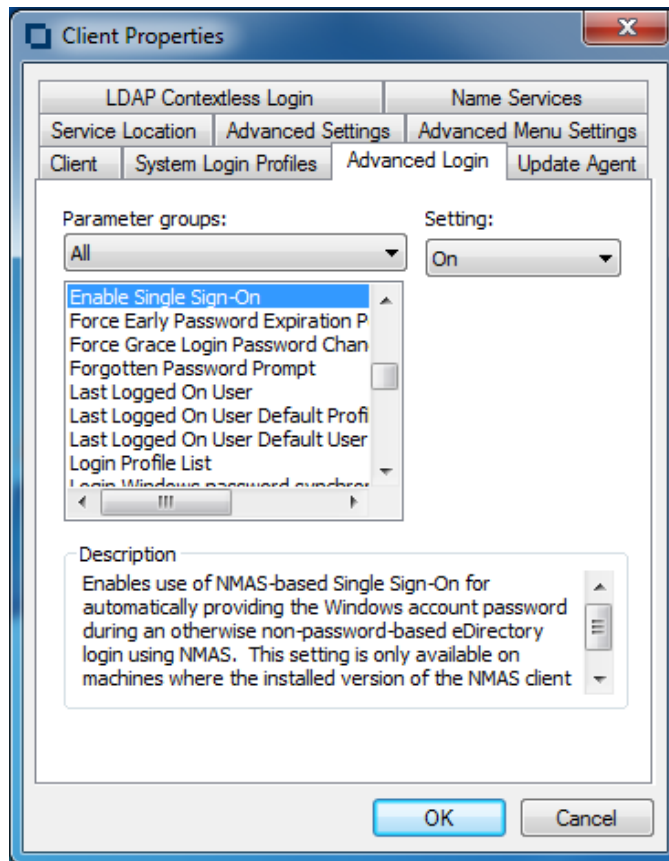 Client Properties
LDAP Contextless Login
Name Services
Service Location
Advanced Settings
Advanced Menu Settings
Client
System Login Profiles
Advanced Login
Update Agent
Parameter groups:
Setting:
All
On
Enable Single Sign-On
Force Early Password Expiration P
Force Grace Login Password Chan
Forgotten Password Prompt
Last Logged On User
Last Logged On User Default Profi
Last Logged On User Default User
Login Profile List
Login Windows password synchron
Description
Enables use of NMAS-based Single Sign-On for
automatically providing the Windows account password
during an otherwise non-password-based eDirectory
login using NMAS. This setting is only available on
machines where the installed version of the NMAS client
OK
Cancel